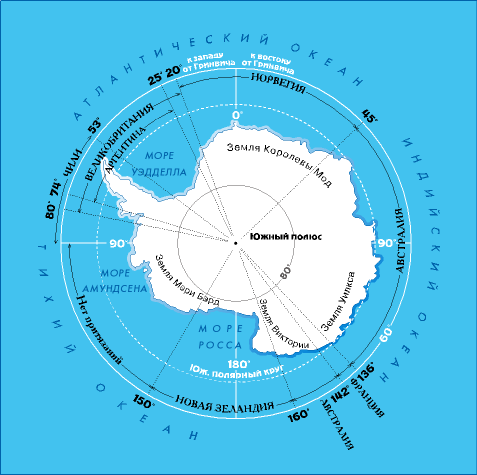 АТЛАНТИЧЕСКИЙ ОКЕАН
к западу от Гринвича
к востоку от Гринвича
25° 20°
НОРВЕГИЯ
45°
53°
ВЕЛИКОБРИТАНИЯ
АРГЕНТИНА
ЧИЛИ
74°
80°
0°
МОРЕ
УЭДДЕЛЛА
Земля Королевы Мод
ИНДИЙСКИЙ ОКЕАН
АВСТРАЛИЯ
Южный полюс
90°
90°
80°
МОРЕ
АМУНДСЕНА
Земля Мэри Бэрд
Земля Виктории
Земля Уилкса
МОРЕ
РОССА
Нет притязаний
180°
Юж. полярный круг
60°
136°
ФРАНЦИЯ
142°
АВСТРАЛИЯ
160°
НОВАЯ ЗЕЛАНДИЯ
150°
ТИХИЙ ОКЕАН